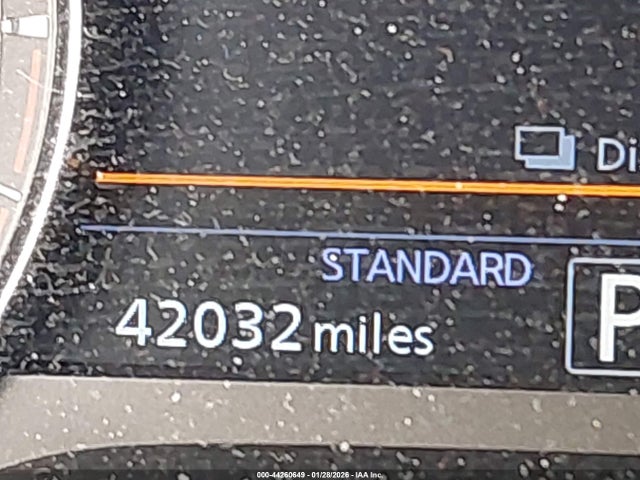 Di
STANDARD
42032 miles
P
000-44260649 - 01/28/2026 - IAA Inc.